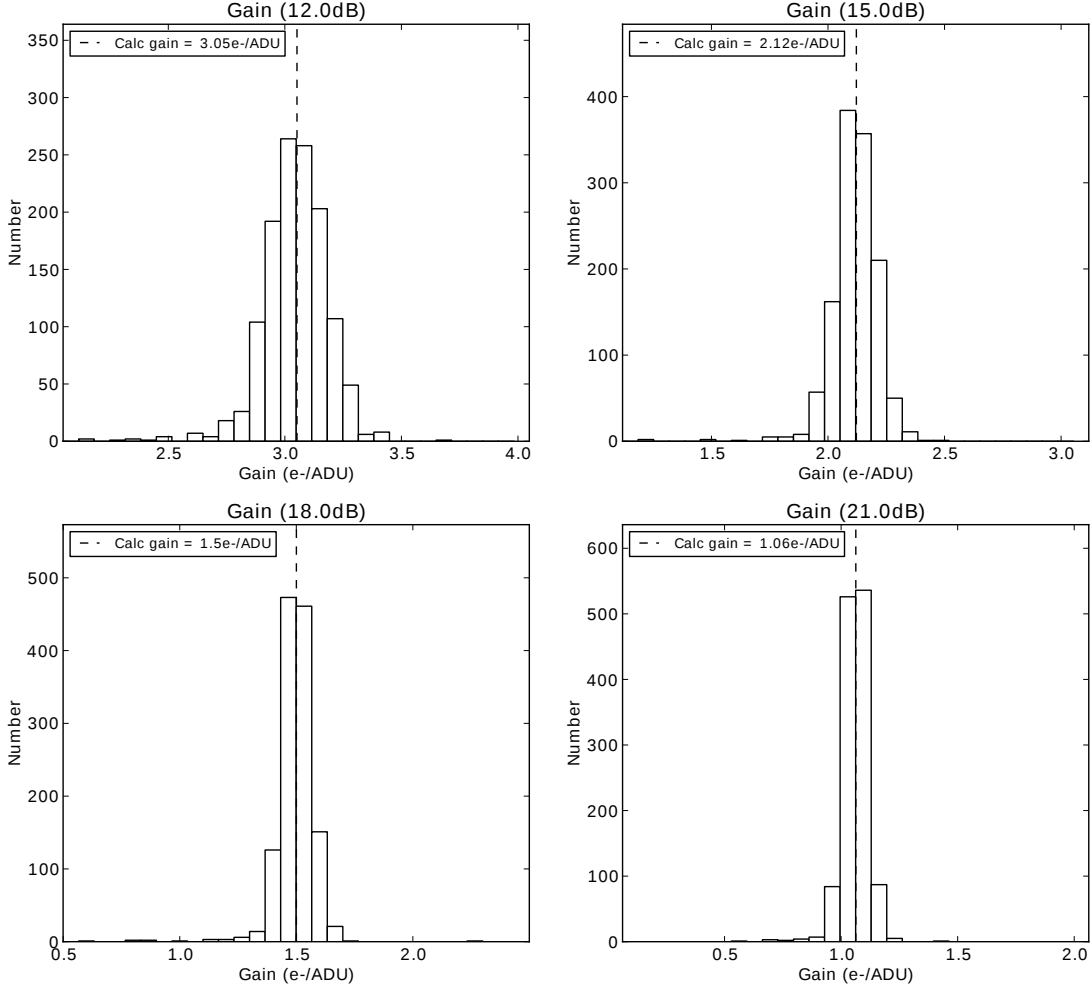 Gain (12.0dB)
Calc gain = 3.05e-/ADU
350
300
250
200
150
100
50
0
Number
2.5 3.0 3.5 4.0
Gain (e-/ADU)
Gain (15.0dB)
Calc gain = 2.12e-/ADU
400
300
200
100
0
Number
1.5 2.0 2.5 3.0
Gain (e-/ADU)
Gain (18.0dB)
Calc gain = 1.5e-/ADU
500
400
300
200
100
0
Number
0.5 1.0 1.5 2.0
Gain (e-/ADU)
Gain (21.0dB)
Calc gain = 1.06e-/ADU
600
500
400
300
200
100
0
Number
0.5 1.0 1.5 2.0
Gain (e-/ADU)